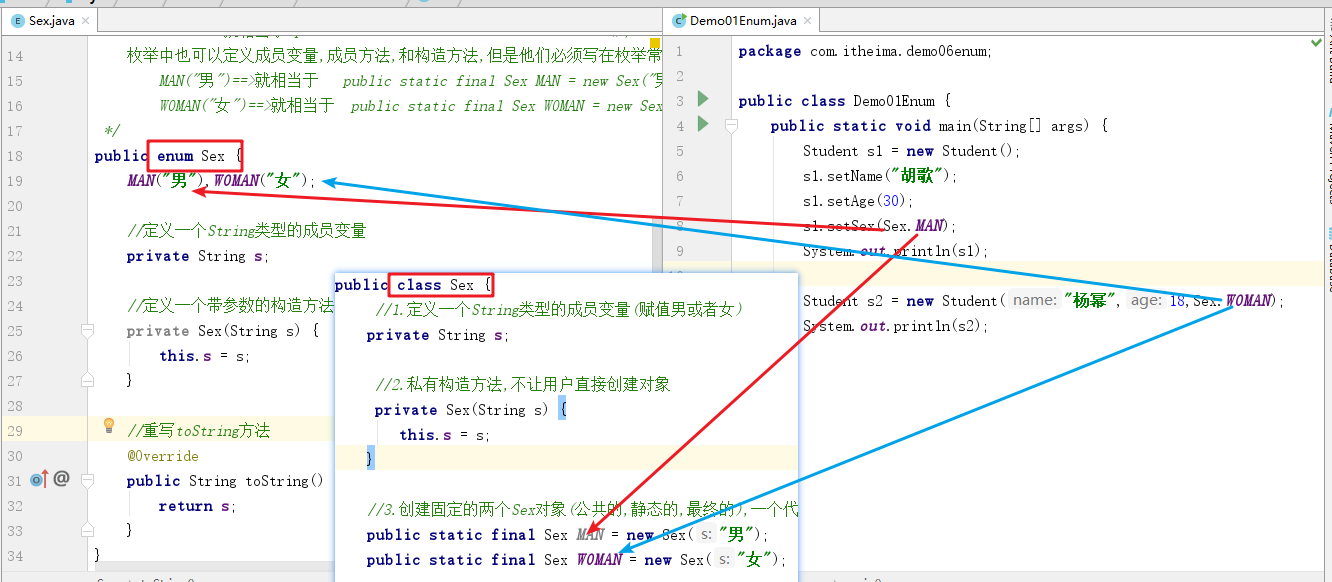 Sex.java
14 枚举中也可以定义成员变量,成员方法,和构造方法,但是他们必须写在枚举常
15 MAN("男")==>就相当于 public static final Sex MAN = new Sex("男
16 WOMAN("女")==>就相当于 public static final Sex WOMAN = new Sex
17 */
18 public enum Sex {
19 MAN("男"),WOMAN("女");
20
21 //定义一个String类型的成员变量
22 private String s;
23
24 //定义一个带参数的构造方法
25 private Sex(String s) {
26 this.s = s;
27 }
28
29 //重写toString方法
30 @Override
31 public String toString()
32 return s;
33 }
34 }
public class Sex {
//1.定义一个String类型的成员变量(赋值男或者女)
private String s;
//2.私有构造方法,不让用户直接创建对象
private Sex(String s) {
this.s = s;
}
//3.创建固定的两个Sex对象(公共的,静态的,最终的),一个代
public static final Sex MAN = new Sex( s: "男");
public static final Sex WOMAN = new Sex( s: "女");
Demo01Enum.java
1 package com.itheima.demo06enum;
2
3 public class Demo01Enum {
4 public static void main(String[] args) {
5 Student s1 = new Student();
6 s1.setName("胡歌");
7 s1.setAge(30);
8 s1.setSex(Sex.MAN);
9 System.out.println(s1);
Student s2 = new Student( name: "杨幂", age: 18,Sex.WOMAN);
System.out.println(s2);